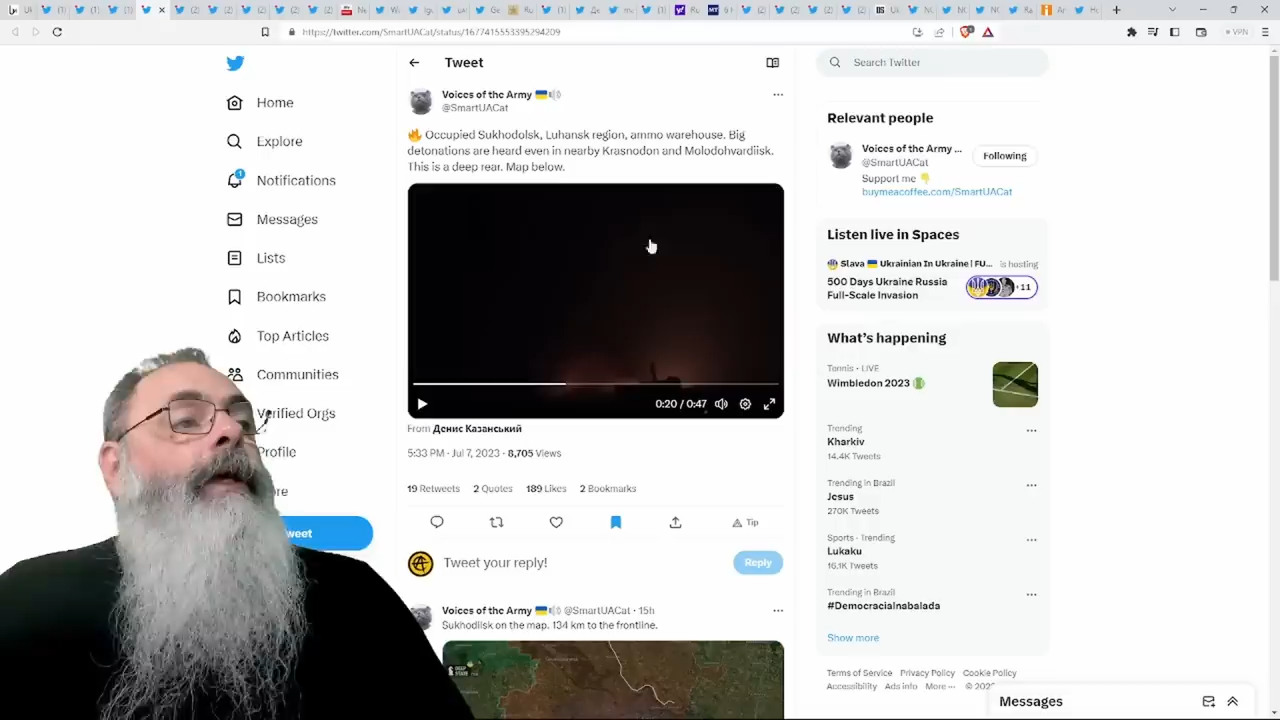 https://twitter.com/SmartUACat/status/1677415553395294209
Home
Explore
Notifications
Messages
Lists
Bookmarks
Top Articles
Communities
Verified Orgs
Profile
Tweet
Voices of the Army
@SmartUACat
🔥 Occupied Sukhodolsk, Luhansk region, ammo warehouse. Big
detonations are heard even in nearby Krasnodon and Molodohvardiisk.
This is a deep rear. Map below.
0:20 / 0:47
From Денис Казанський
5:33 PM · Jul 7, 2023 · 8,705 Views
19 Retweets 2 Quotes 189 Likes 2 Bookmarks
Tip
Tweet your reply!
Reply
Voices of the Army @SmartUACat · 15h
Sukhodilsk on the map. 134 km to the frontline.
Search Twitter
Relevant people
Voices of the Army ...
@SmartUACat
Following
Support me 👇
buymeacoffee.com/SmartUACat
Listen live in Spaces
Slava Ukrainian In Ukraine | FU... is hosting
500 Days Ukraine Russia
Full-Scale Invasion
+11
What's happening
Tennis · LIVE
Wimbledon 2023
Trending
Kharkiv
14.4K Tweets
Trending in Brazil
Jesus
270K Tweets
Sports · Trending
Lukaku
16.1K Tweets
Trending in Brazil
#DemocraciaInabalada
Show more
Terms of Service Privacy Policy Cookie Policy
Accessibility Ads info More ···
Messages